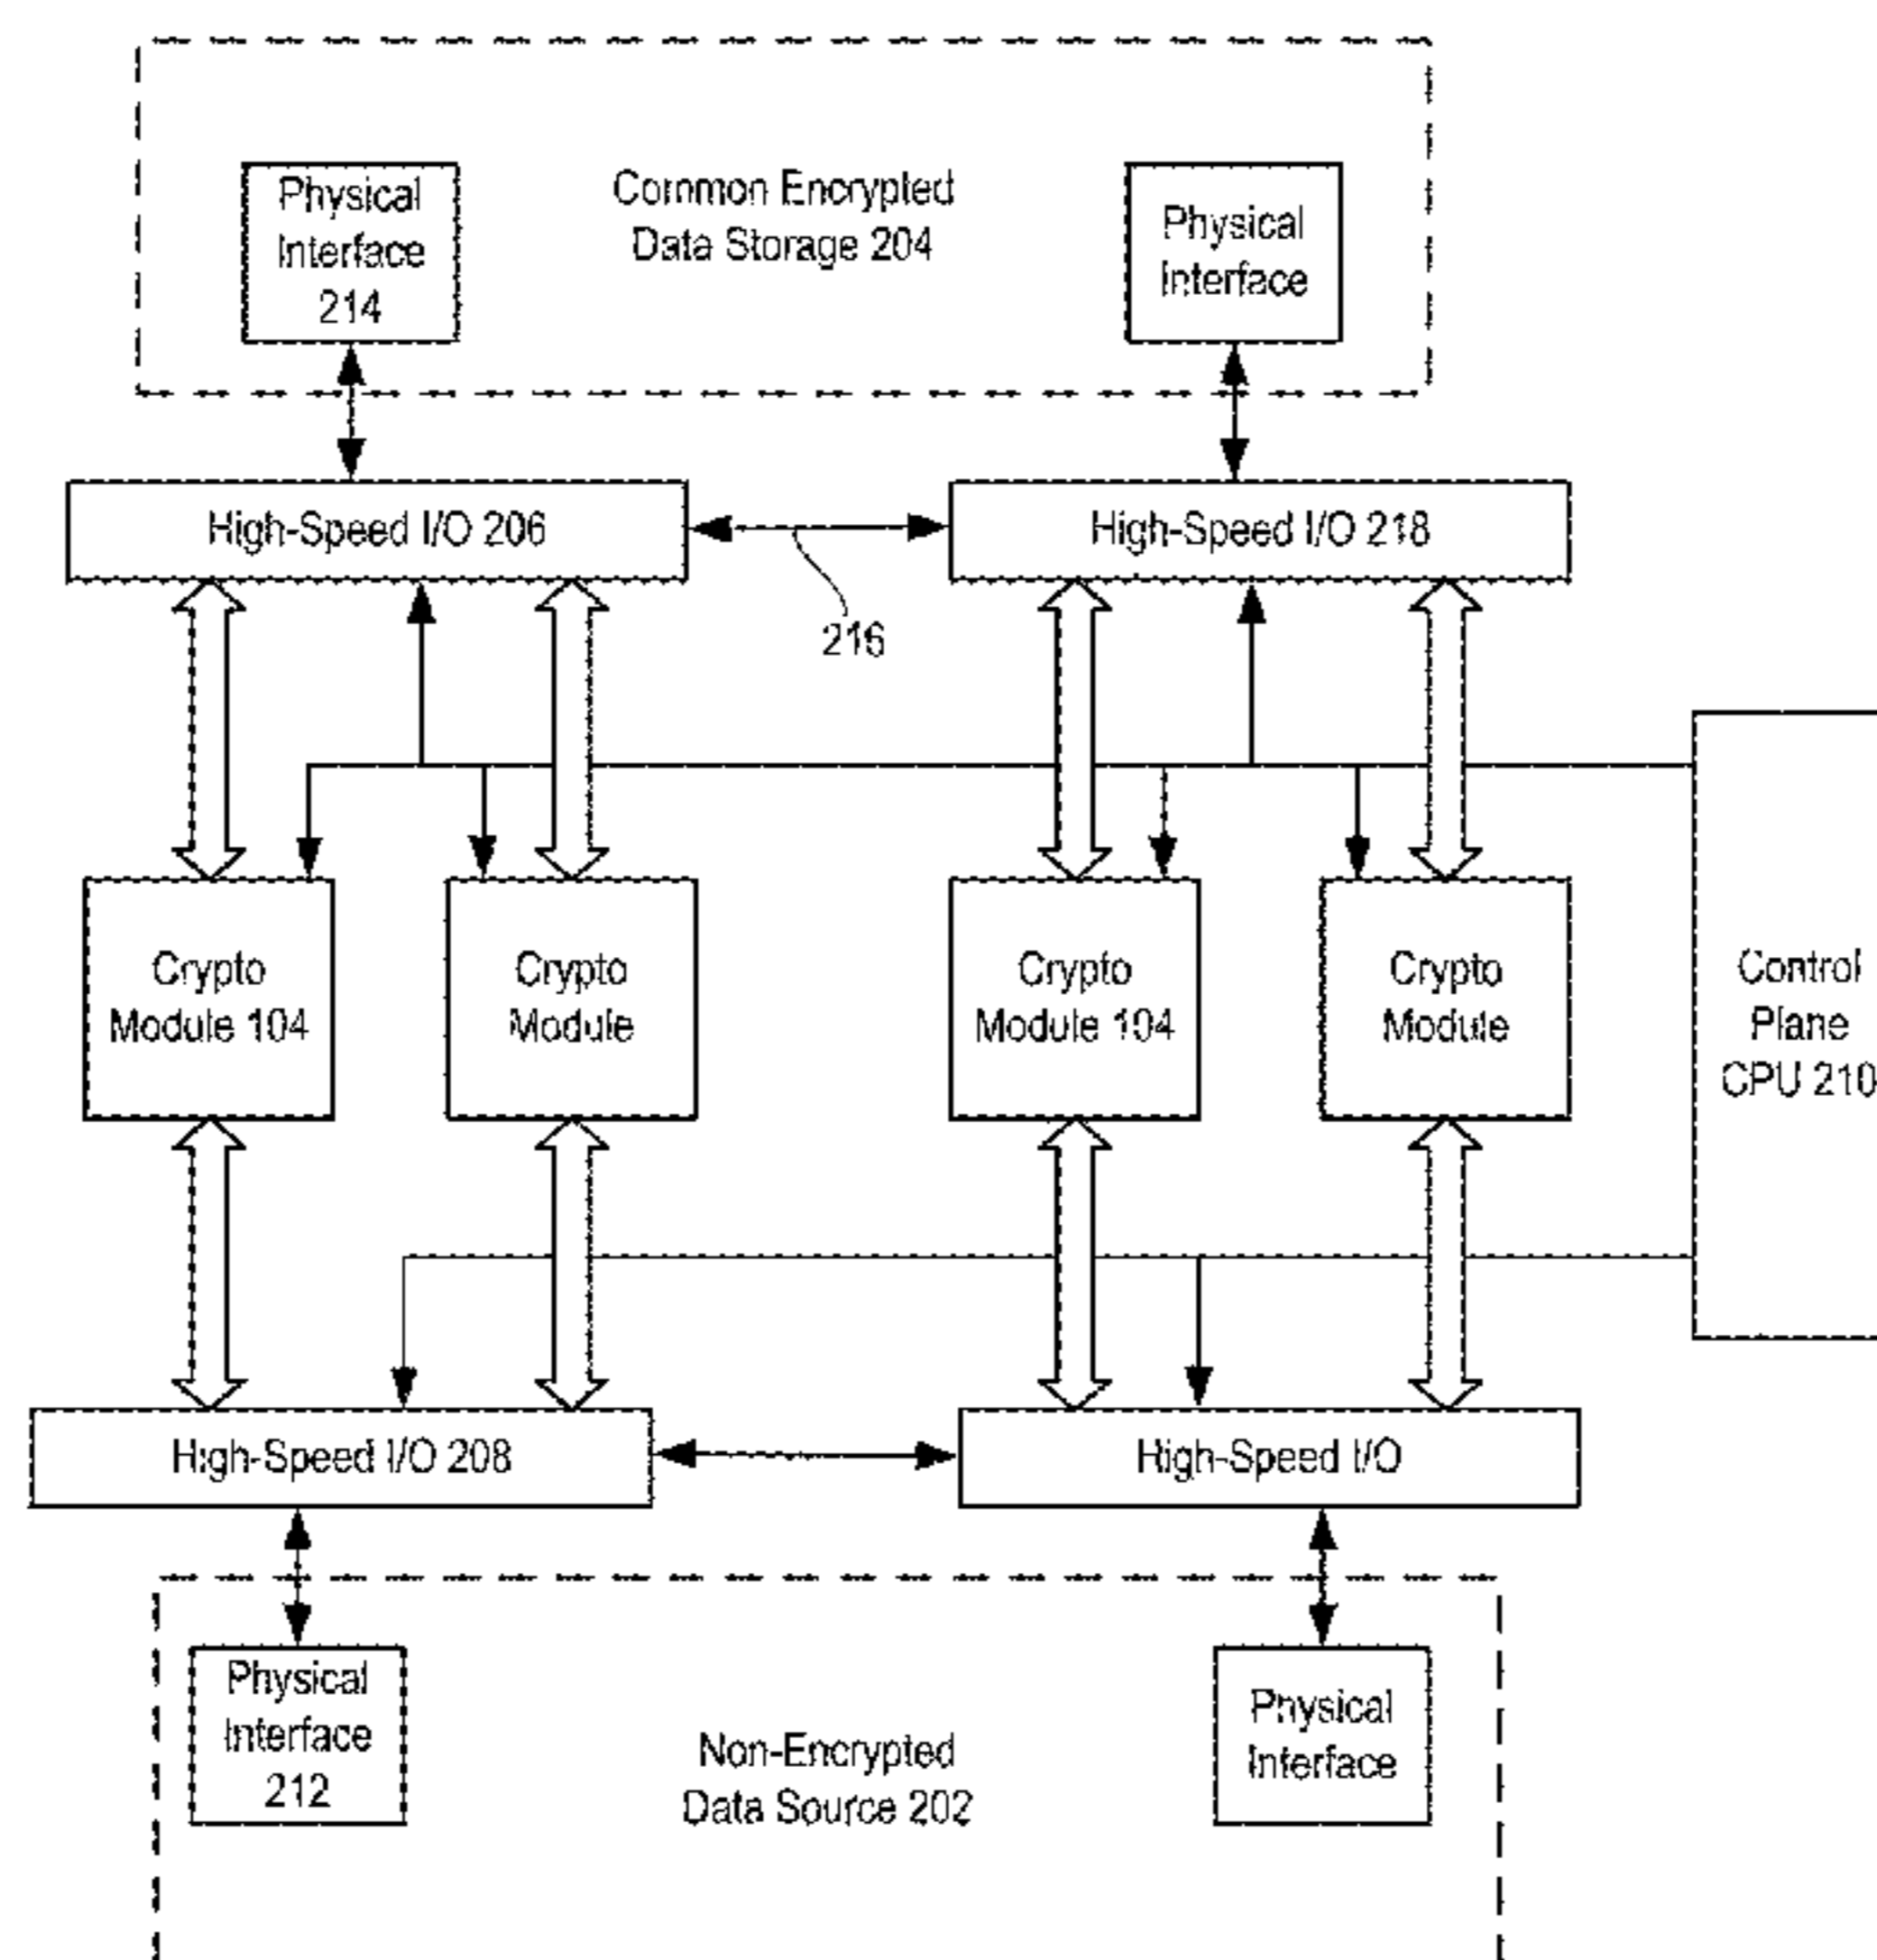 Physical
Interface
214
Common Encrypted
Data Storage 204
Physical
Interface
High-Speed I/O 206
High-Speed I/O 218
216
Crypto
Module 104
Crypto
Module
Crypto
Module 104
Crypto
Module
Control
Plane
CPU 210
High-Speed I/O 208
High-Speed I/O
Physical
Interface
212
Non-Encrypted
Data Source 202
Physical
Interface